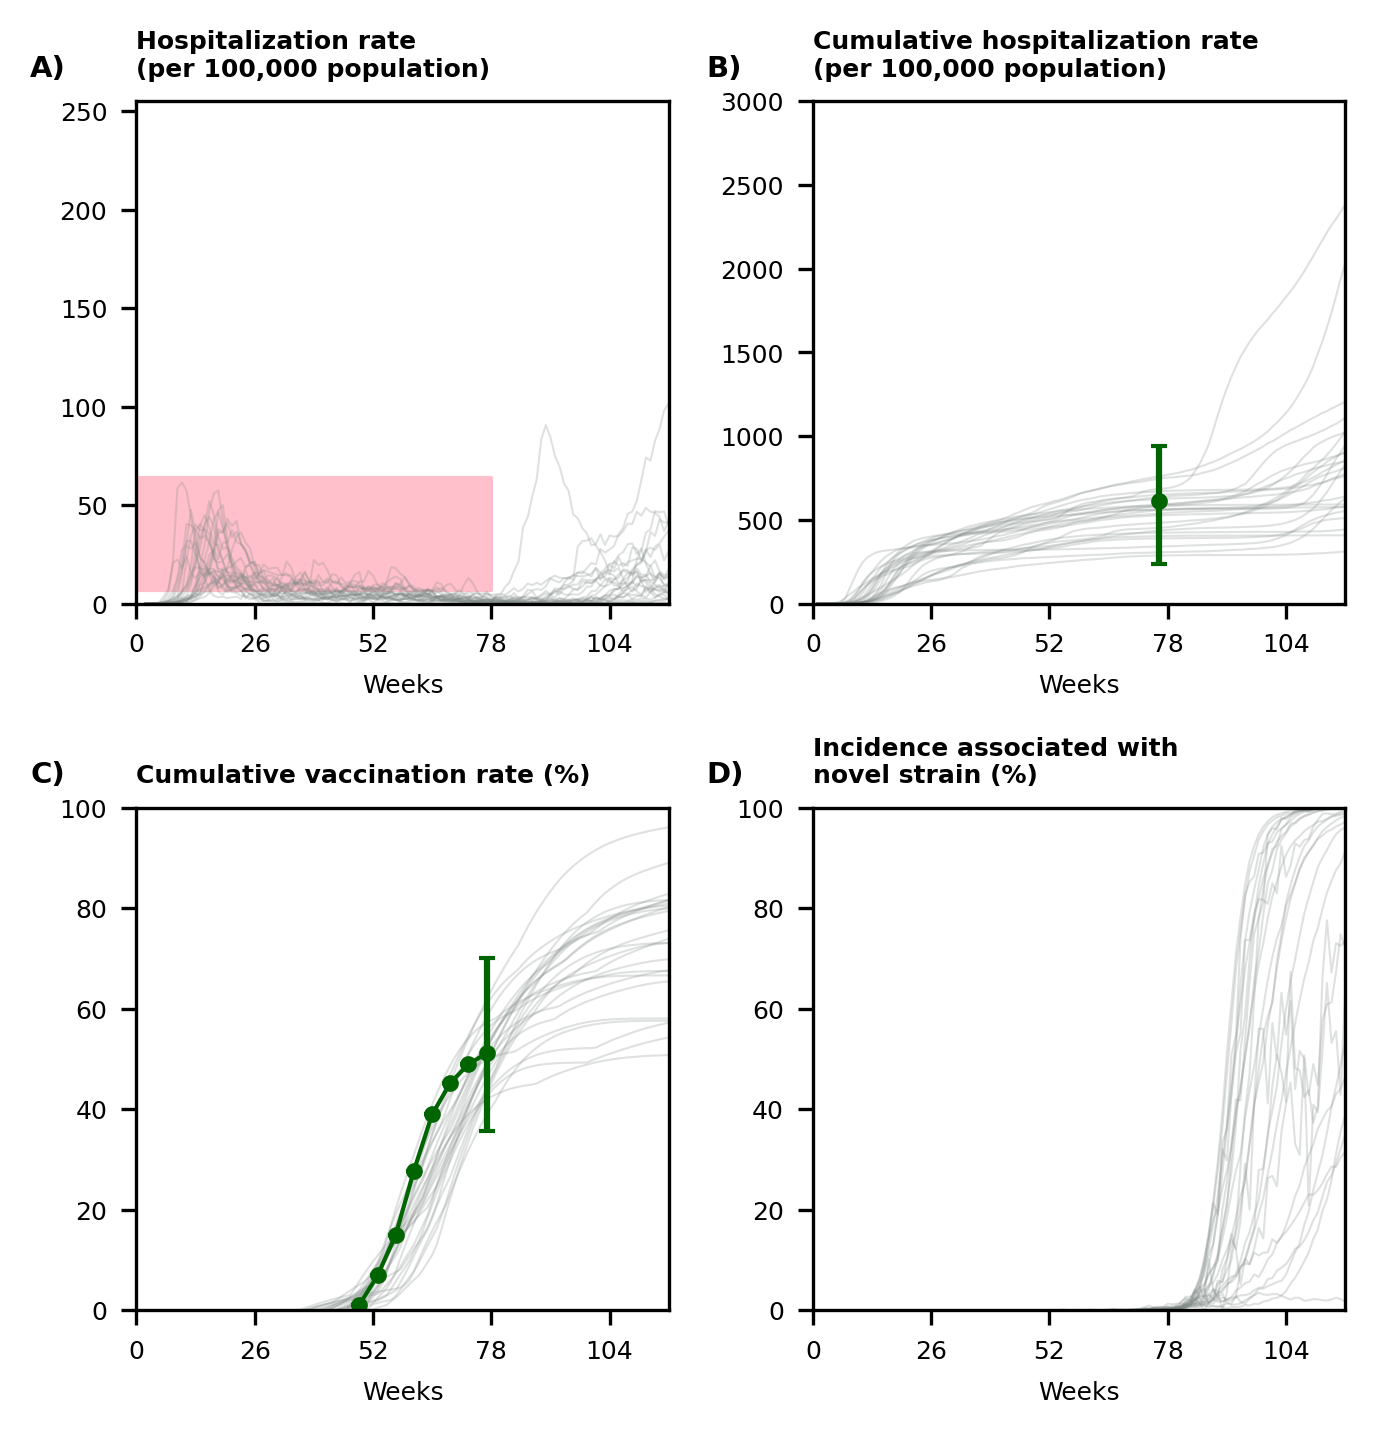 A)
Hospitalization rate
(per 100,000 population)
250
200
150
100
50
0
0 26 52 78 104
Weeks
B)
Cumulative hospitalization rate
(per 100,000 population)
3000
2500
2000
1500
1000
500
0
0 26 52 78 104
Weeks
C)
Cumulative vaccination rate (%)
100
80
60
40
20
0
0 26 52 78 104
Weeks
D)
Incidence associated with
novel strain (%)
100
80
60
40
20
0
0 26 52 78 104
Weeks